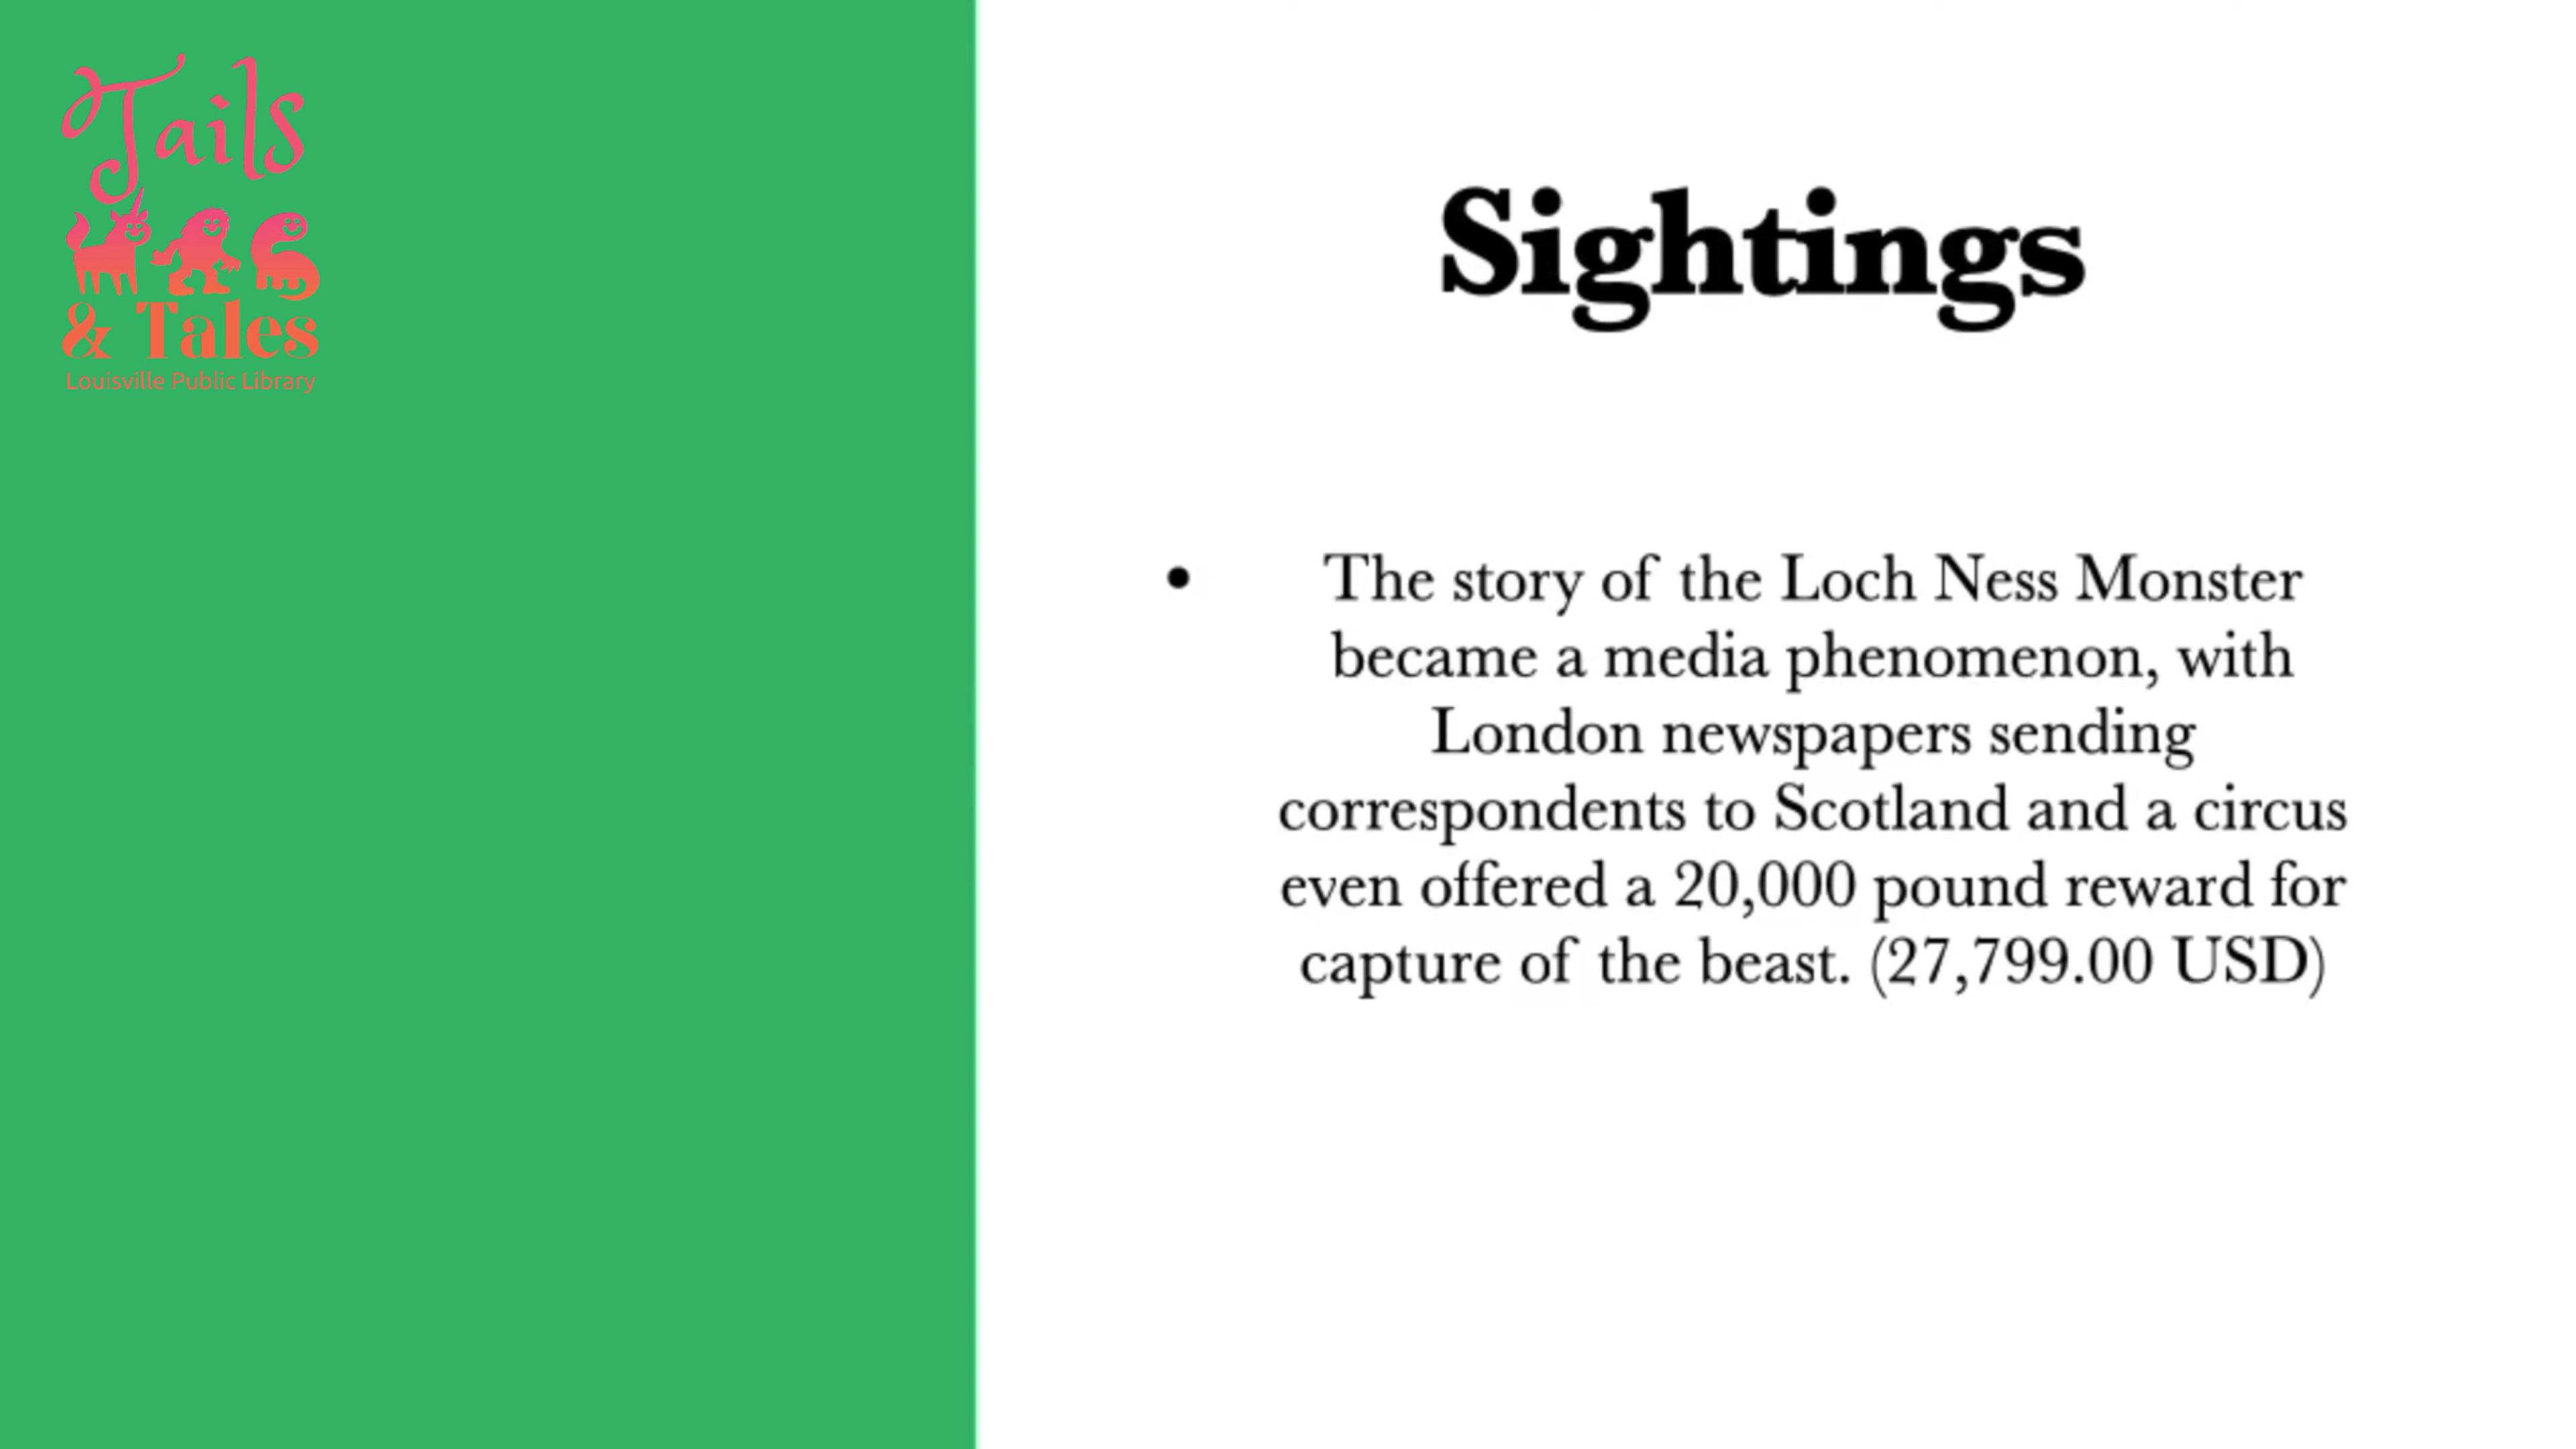 Tails
& Tales
Louisville Public Library
Sightings
• The story of the Loch Ness Monster
became a media phenomenon, with
London newspapers sending
correspondents to Scotland and a circus
even offered a 20,000 pound reward for
capture of the beast. (27,799.00 USD)